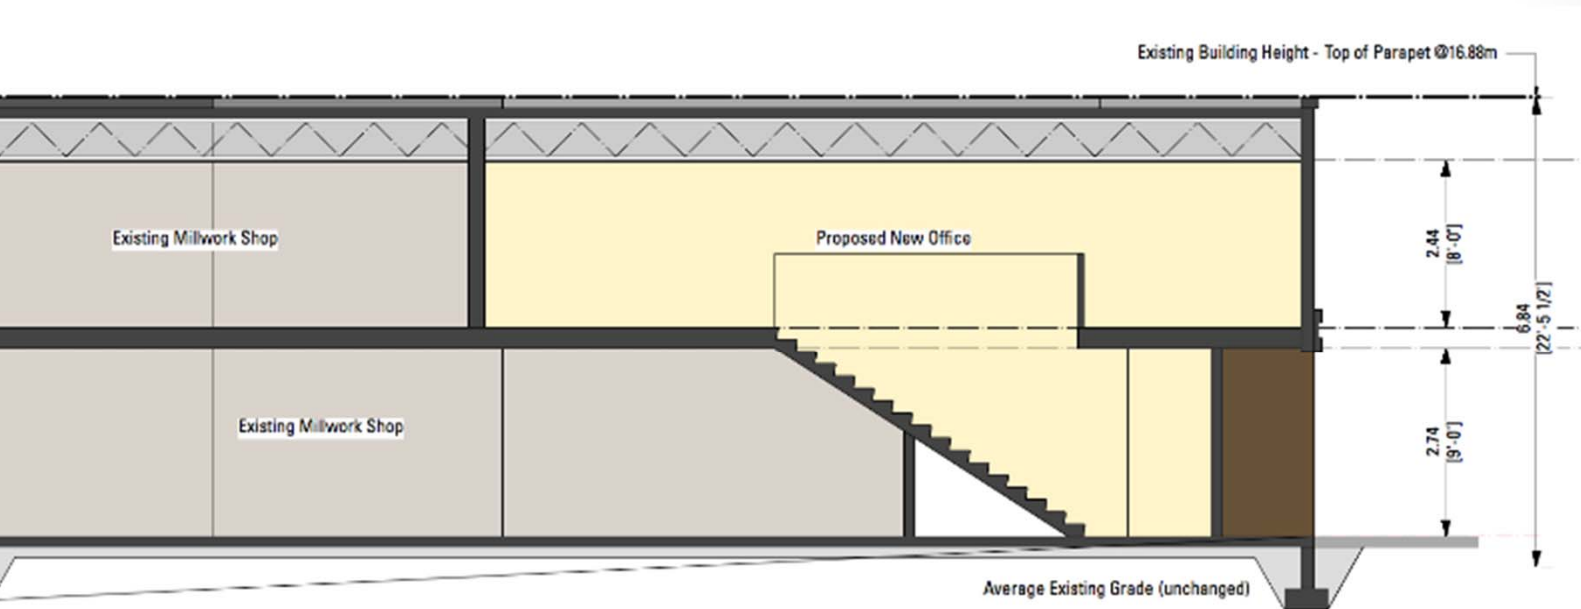 Existing Building Height - Top of Parapet @16.88m
Existing Millwork Shop
Proposed New Office
2.44
[8'-0"]
6.84
[22'-5 1/2"]
Existing Millwork Shop
2.74
[9'-0"]
Average Existing Grade (unchanged)